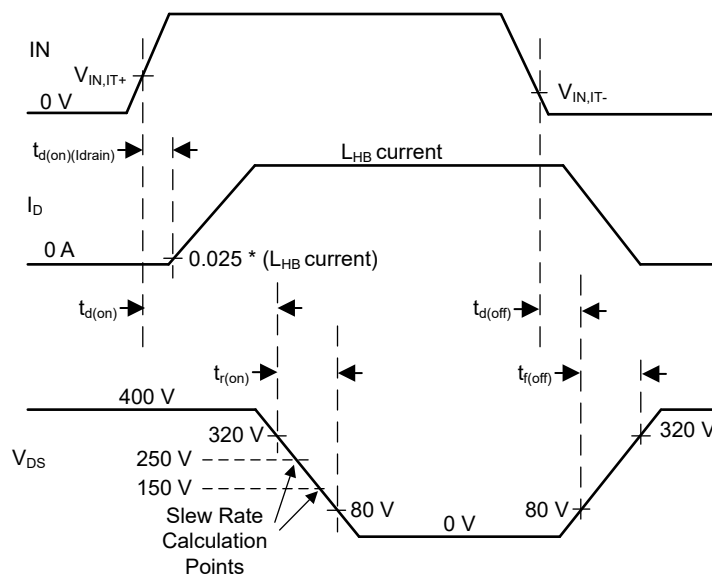 IN
V_IN,IT+
0 V
V_IN,IT-
t_d(on)(Idrain)
L_HB current
I_D
0 A
0.025 * (L_HB current)
t_d(on)
t_d(off)
t_r(on)
t_f(off)
400 V
320 V
320 V
V_DS
250 V
150 V
80 V
80 V
0 V
Slew Rate
Calculation
Points